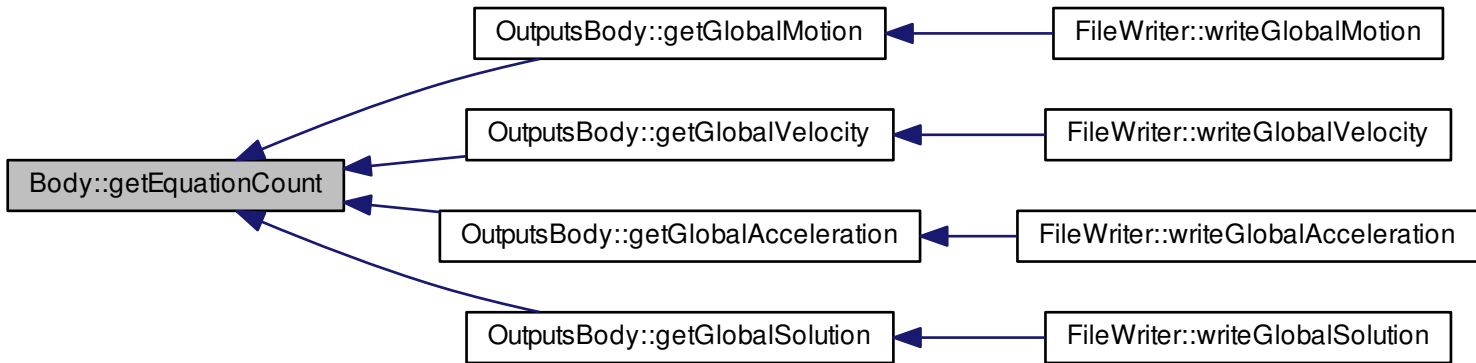 OutputsBody::getGlobalMotion
FileWriter::writeGlobalMotion
OutputsBody::getGlobalVelocity
FileWriter::writeGlobalVelocity
Body::getEquationCount
OutputsBody::getGlobalAcceleration
FileWriter::writeGlobalAcceleration
OutputsBody::getGlobalSolution
FileWriter::writeGlobalSolution